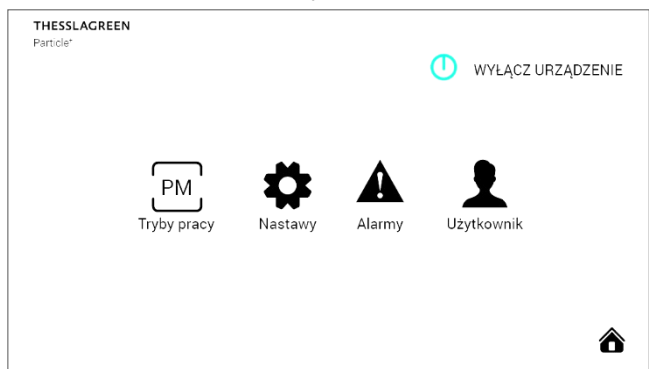 THESSLAGREEN
Particle+
WYŁĄCZ URZĄDZENIE
PM
Tryby pracy
Nastawy
Alarmy
Użytkownik